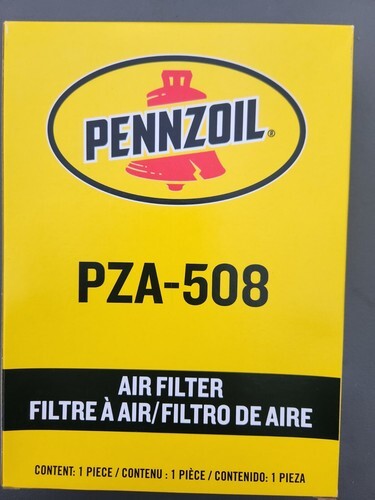 PENNZOIL®
PZA-508
AIR FILTER
FILTRE À AIR/FILTRO DE AIRE
CONTENT: 1 PIECE / CONTENU : 1 PIÈCE / CONTENIDO: 1 PIEZA